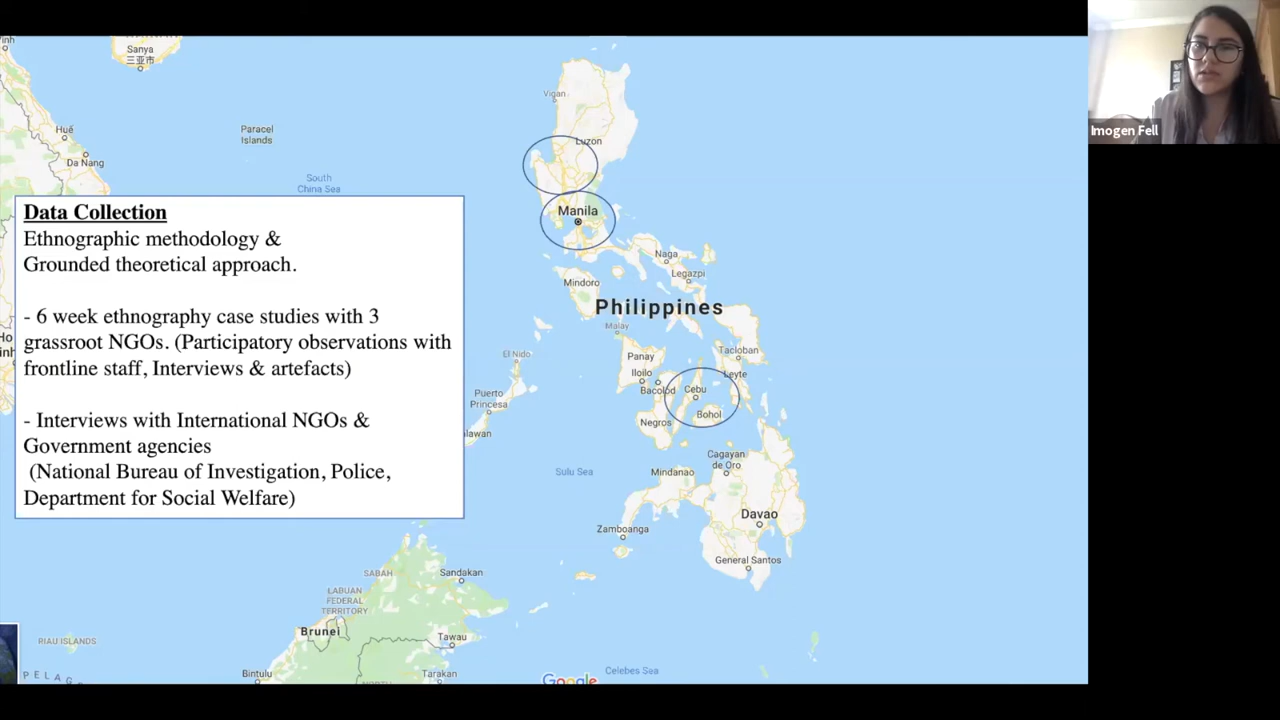 Data Collection
Ethnographic methodology &
Grounded theoretical approach.
- 6 week ethnography case studies with 3
grassroot NGOs. (Participatory observations with
frontline staff, Interviews & artefacts)
- Interviews with International NGOs &
Government agencies
(National Bureau of Investigation, Police,
Department for Social Welfare)
Imogen Fell
Sanya
三亚市
Huế
Da Nang
Paracel
Islands
South
China Sea
Vigan
Luzon
Manila
Naga
Legazpi
Mindoro
Philippines
Malay
El Nido
Panay
Iloilo
Tacloban
Leyte
Bacolod
Cebu
Puerto
Princesa
Bohol
Negros
Cagayan
de Oro
Sulu Sea
Mindanao
Davao
Zamboanga
General Santos
SABAH
Sandakan
LABUAN
FEDERAL
TERRITORY
Brunei
Tawau
RIAU ISLANDS
Bintulu
Tarakan
Celebes Sea
Google